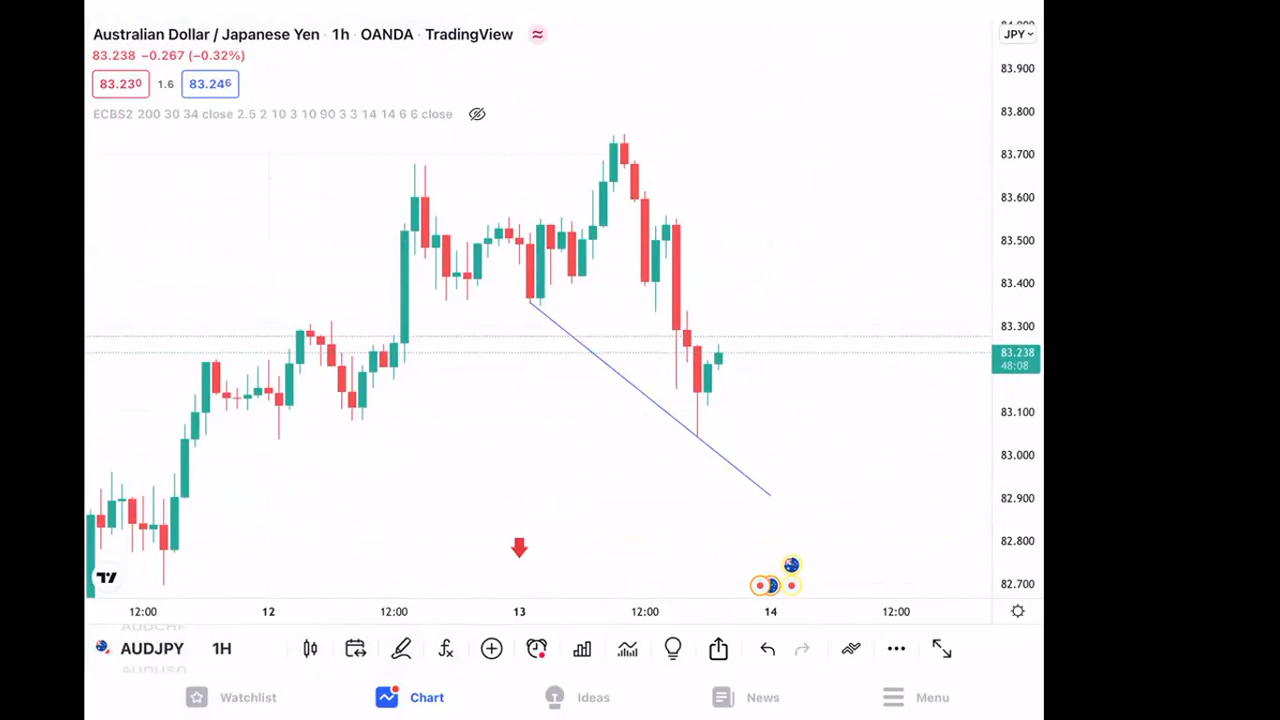 84.000
Australian Dollar / Japanese Yen · 1h · OANDA · TradingView ≈ JPY
83.238 −0.267 (−0.32%)
83.230 1.6 83.246
ECBS2 200 30 34 close 2.5 2 10 3 10 90 3 3 14 14 6 6 close
83.900
83.800
83.700
83.600
83.500
83.400
83.300
83.238
48:08
83.100
83.000
82.900
82.800
82.700
12:00 12 12:00 13 12:00 14 12:00
AUDCHF
AUDJPY 1H
AUDUSD
Watchlist Chart Ideas News Menu